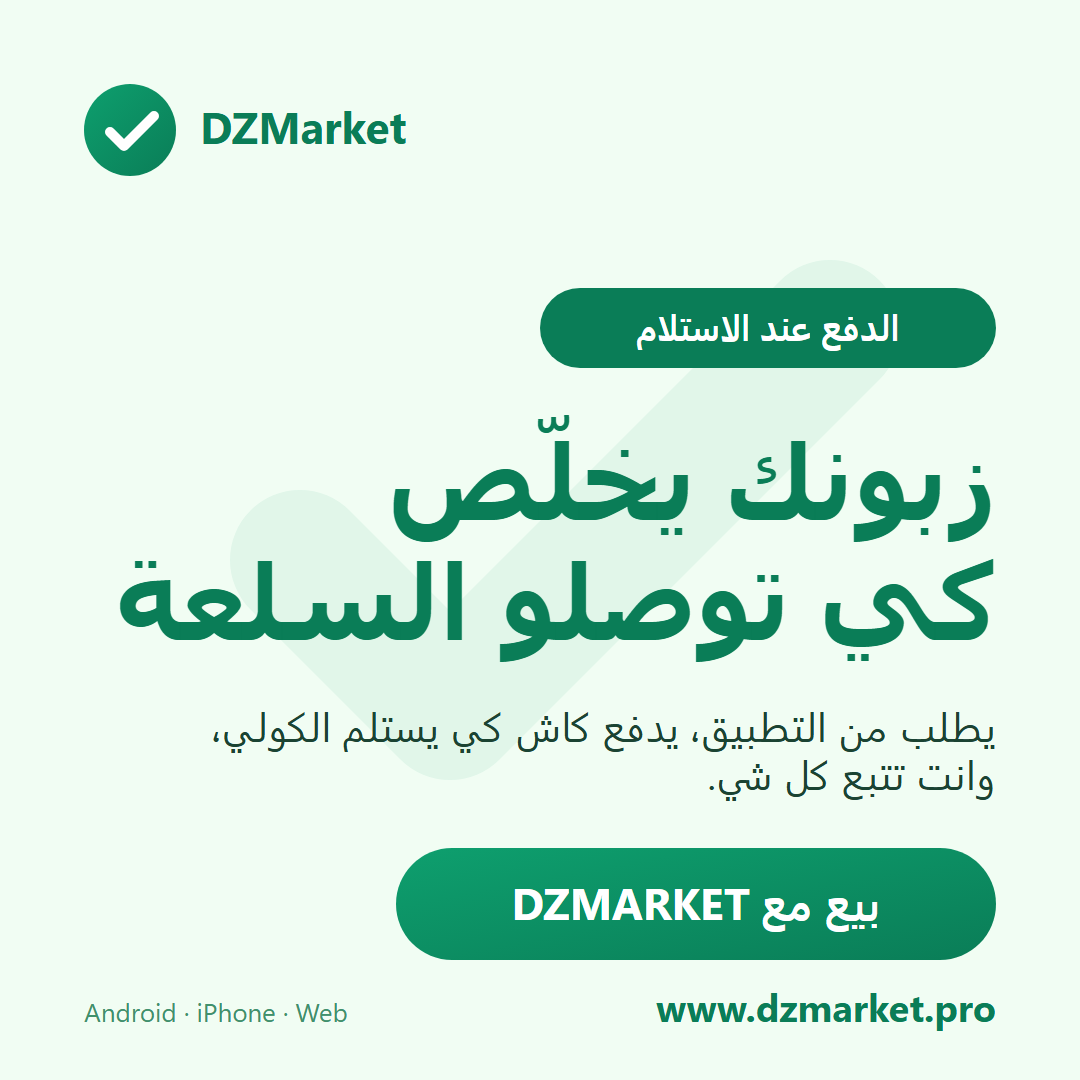 DZMarket
الدفع عند الاستلام
زبونك يخلّص
كي توصلو السلعة
يطلب من التطبيق، يدفع كاش كي يستلم الكولي،
وانت تتبع كل شي.
بيع مع DZMARKET
Android · iPhone · Web
www.dzmarket.pro